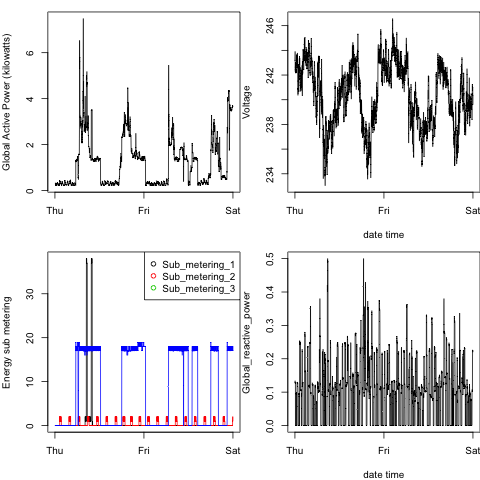 Global Active Power (kilowatts)
0
2
4
6
Thu
Fri
Sat
Voltage
234
238
242
246
Thu
Fri
Sat
date time
Energy sub metering
0
10
20
30
Thu
Fri
Sat
Sub_metering_1
Sub_metering_2
Sub_metering_3
Global_reactive_power
0.0
0.1
0.2
0.3
0.4
0.5
Thu
Fri
Sat
date time